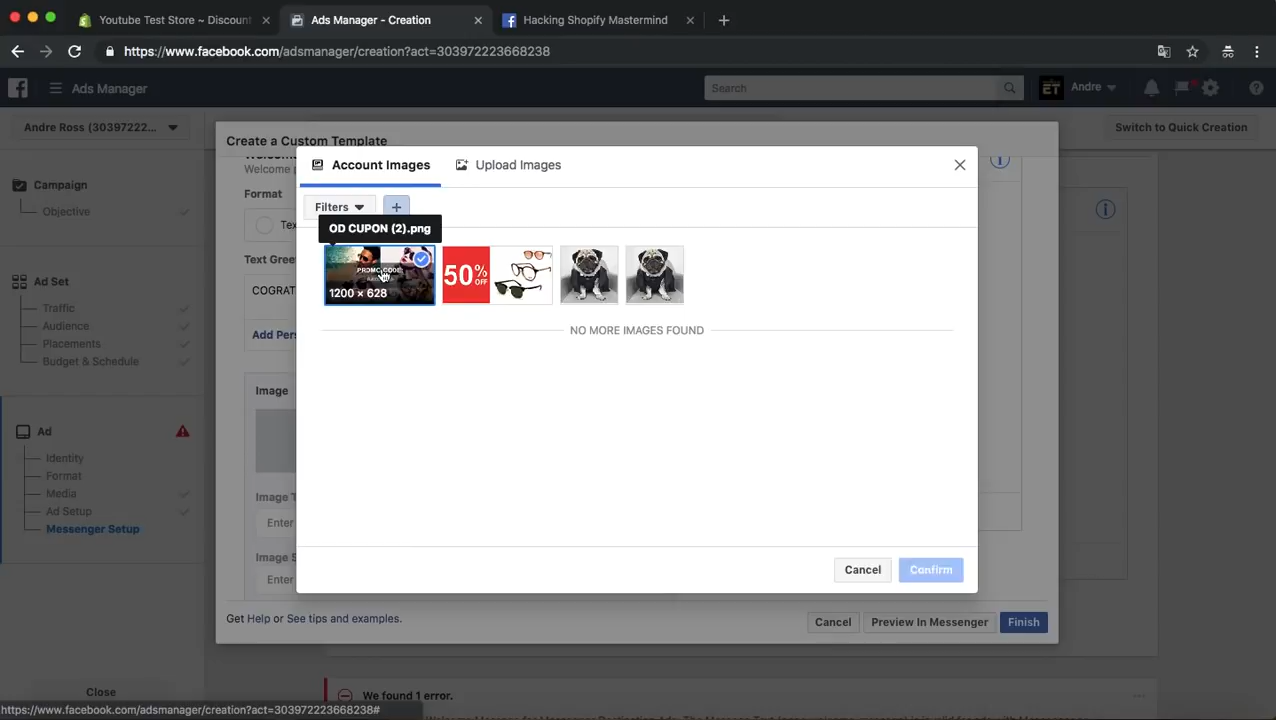 Youtube Test Store ~ Discount
Ads Manager - Creation
Hacking Shopify Mastermind
https://www.facebook.com/adsmanager/creation?act=303972223668238
Ads Manager
Search
ET
Andre
Andre Ross (30397222...
Create a Custom Template
Switch to Quick Creation
Account Images
Upload Images
Welcome p
Format
Filters
Tex
OD CUPON (2).png
Campaign
Objective
Text Gree
PROMO CODE
1200 × 628
50% OFF
COGRAT
Ad Set
Traffic
Audience
Placements
Budget & Schedule
Add Pers
NO MORE IMAGES FOUND
Image
Ad
Identity
Format
Media
Ad Setup
Messenger Setup
Image T
Enter
Image S
Enter
Cancel
Confirm
Get Help or See tips and examples.
Cancel
Preview In Messenger
Finish
Close
We found 1 error.
https://www.facebook.com/adsmanager/creation?act=303972223668238#